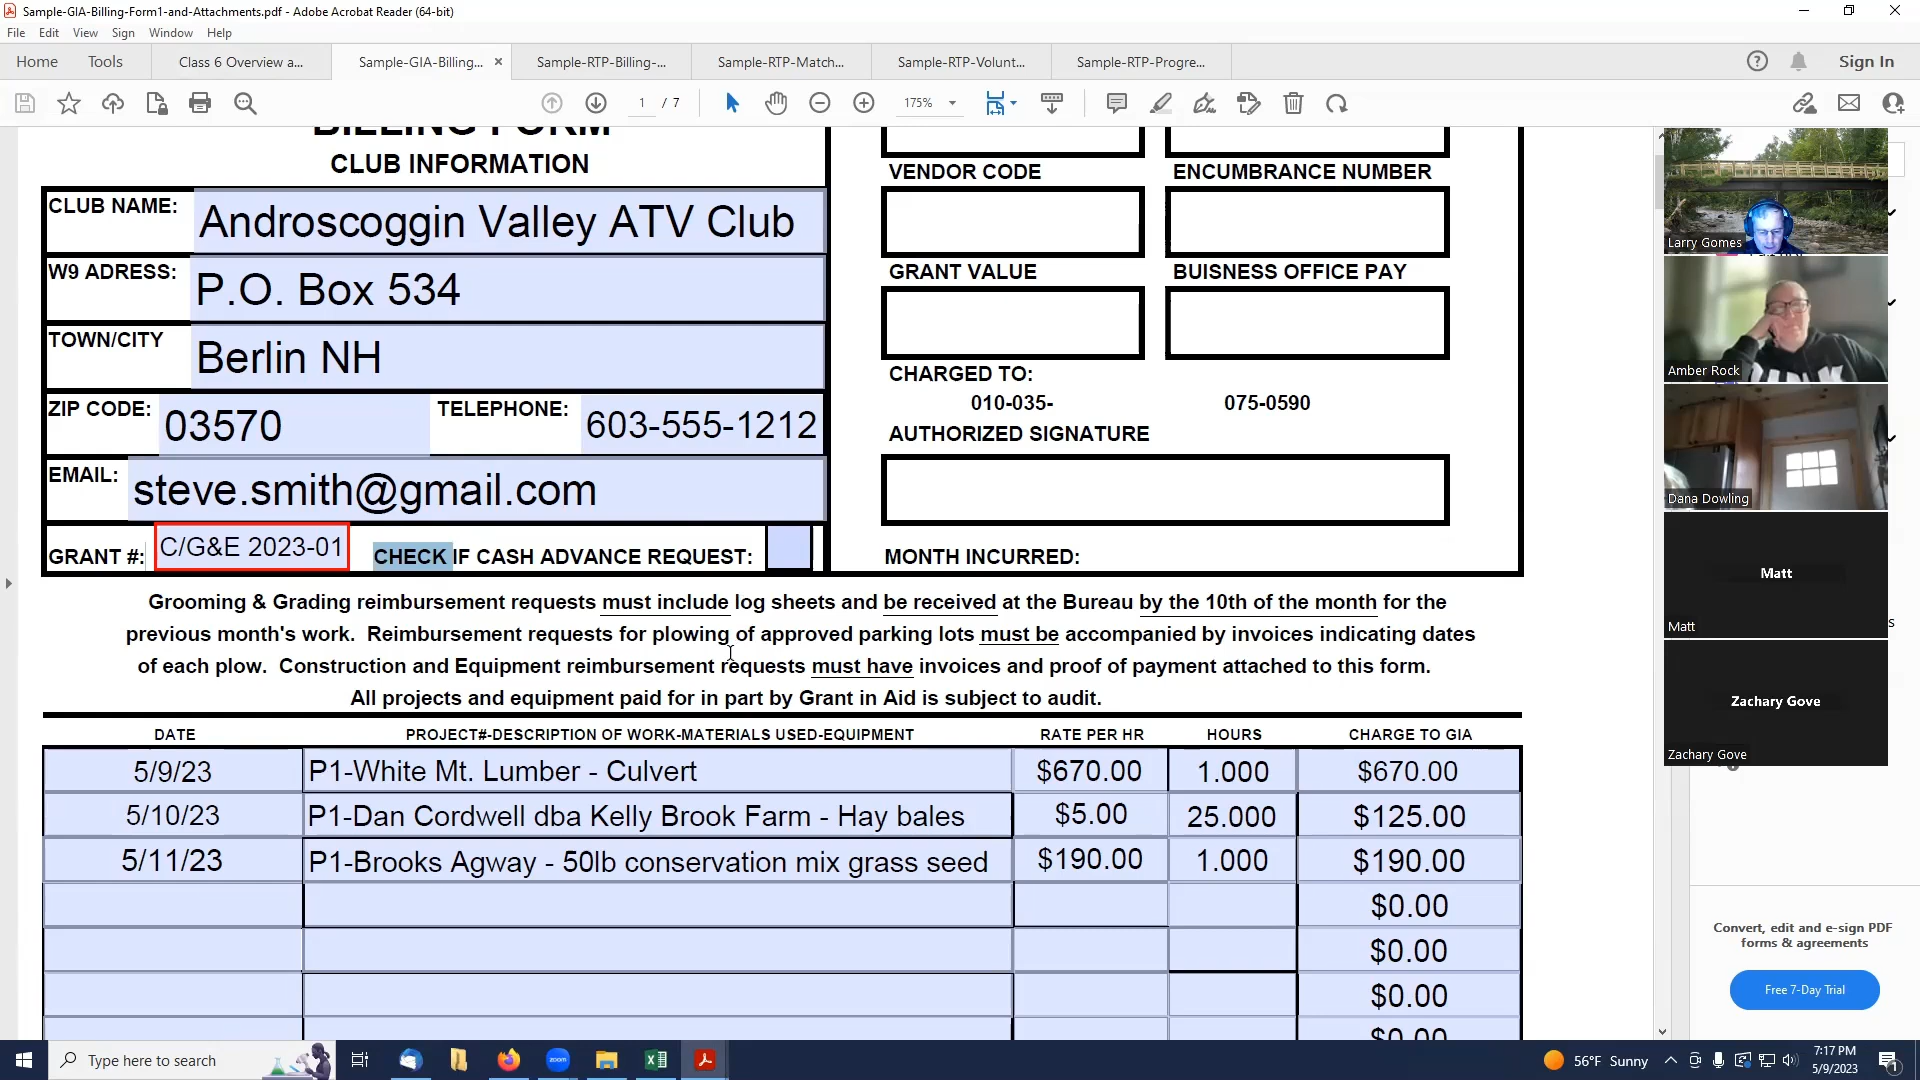 Sample-GIA-Billing-Form1-and-Attachments.pdf - Adobe Acrobat Reader (64-bit)
File Edit View Sign Window Help
Home Tools Class 6 Overview a... Sample-GIA-Billing... × Sample-RTP-Billing-... Sample-RTP-Match... Sample-RTP-Volunt... Sample-RTP-Progre... Sign In
1 / 7 175%
BILLING FORM
CLUB INFORMATION
CLUB NAME: Androscoggin Valley ATV Club
W9 ADRESS: P.O. Box 534
TOWN/CITY Berlin NH
ZIP CODE: 03570 TELEPHONE: 603-555-1212
EMAIL: steve.smith@gmail.com
GRANT #: C/G&E 2023-01 CHECK IF CASH ADVANCE REQUEST:
VENDOR CODE ENCUMBRANCE NUMBER
GRANT VALUE BUISNESS OFFICE PAY
CHARGED TO:
010-035- 075-0590
AUTHORIZED SIGNATURE
MONTH INCURRED:
Grooming & Grading reimbursement requests must include log sheets and be received at the Bureau by the 10th of the month for the
previous month's work. Reimbursement requests for plowing of approved parking lots must be accompanied by invoices indicating dates
of each plow. Construction and Equipment reimbursement requests must have invoices and proof of payment attached to this form.
All projects and equipment paid for in part by Grant in Aid is subject to audit.
DATE PROJECT#-DESCRIPTION OF WORK-MATERIALS USED-EQUIPMENT RATE PER HR HOURS CHARGE TO GIA
5/9/23 P1-White Mt. Lumber - Culvert $670.00 1.000 $670.00
5/10/23 P1-Dan Cordwell dba Kelly Brook Farm - Hay bales $5.00 25.000 $125.00
5/11/23 P1-Brooks Agway - 50lb conservation mix grass seed $190.00 1.000 $190.00
$0.00
$0.00
$0.00
$0.00
Larry Gomes
Amber Rock
Dana Dowling
Matt
Matt
Zachary Gove
Zachary Gove
s
Convert, edit and e-sign PDF
forms & agreements
Free 7-Day Trial
Type here to search
zoom
56°F Sunny
7:17 PM
5/9/2023
1